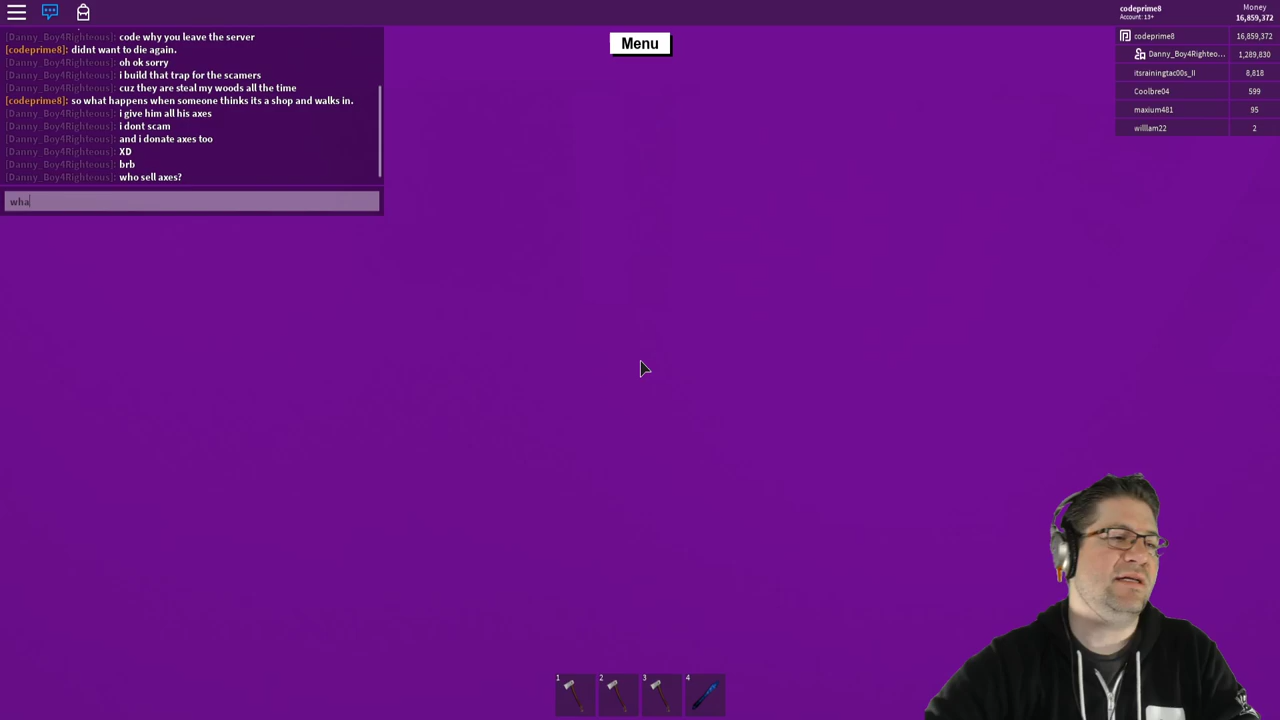 codeprime8
Account: 13+
Money
16,859,372
Menu
[Danny_Boy4Righteous]: code why you leave the server
[codeprime8]: didnt want to die again.
[Danny_Boy4Righteous]: oh ok sorry
[Danny_Boy4Righteous]: i build that trap for the scamers
[Danny_Boy4Righteous]: cuz they are steal my woods all the time
[codeprime8]: so what happens when someone thinks its a shop and walks in.
[Danny_Boy4Righteous]: i give him all his axes
[Danny_Boy4Righteous]: i dont scam
[Danny_Boy4Righteous]: and i donate axes too
[Danny_Boy4Righteous]: XD
[Danny_Boy4Righteous]: brb
[Danny_Boy4Righteous]: who sell axes?
wha
codeprime8 16,859,372
Danny_Boy4Righteo... 1,289,830
itsrainingtac00s_ll 8,818
Coolbre04 599
maxium481 95
willlam22 2
1 2 3 4